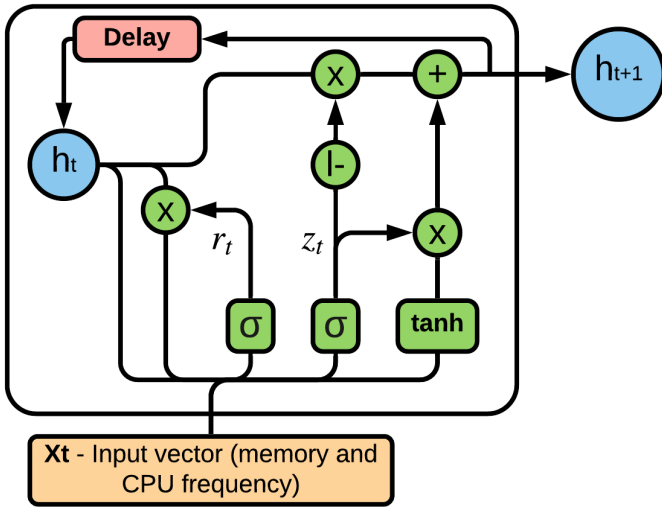 Delay
x
+
ht+1
ht
l-
x
rt
zt
x
σ
σ
tanh
Xt - Input vector (memory and
CPU frequency)